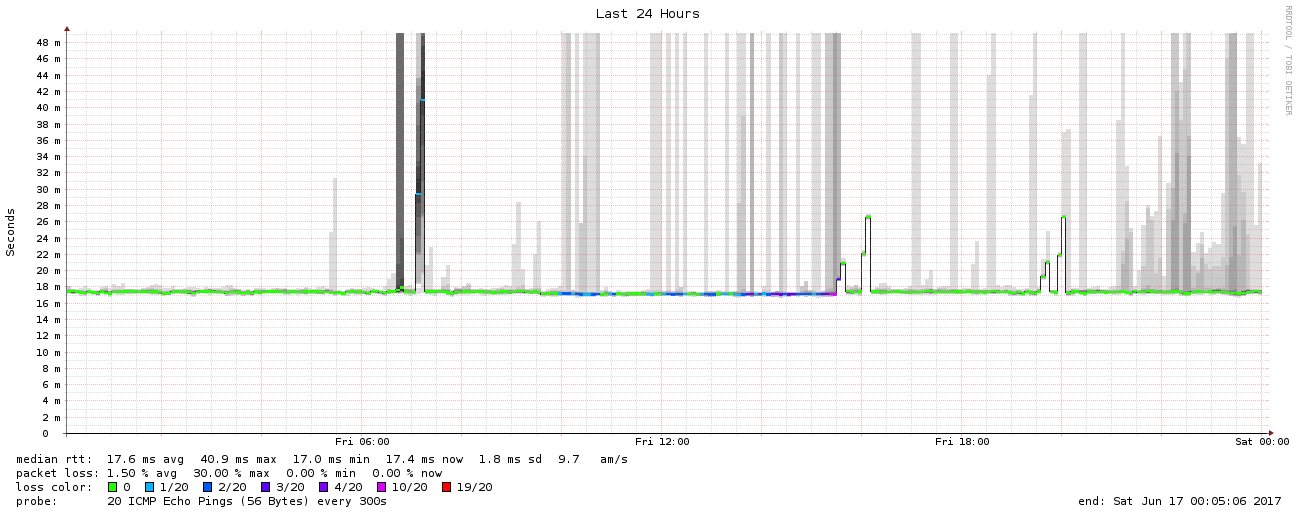 Last 24 Hours
RRDTOOL / TOBI OETIKER
Seconds
48 m
46 m
44 m
42 m
40 m
38 m
36 m
34 m
32 m
30 m
28 m
26 m
24 m
22 m
20 m
18 m
16 m
14 m
12 m
10 m
8 m
6 m
4 m
2 m
0
Fri 06:00 Fri 12:00 Fri 18:00 Sat 00:00
median rtt: 17.6 ms avg 40.9 ms max 17.0 ms min 17.4 ms now 1.8 ms sd 9.7 am/s
packet loss: 1.50 % avg 30.00 % max 0.00 % min 0.00 % now
loss color: 0 1/20 2/20 3/20 4/20 10/20 19/20
probe: 20 ICMP Echo Pings (56 Bytes) every 300s end: Sat Jun 17 00:05:06 2017